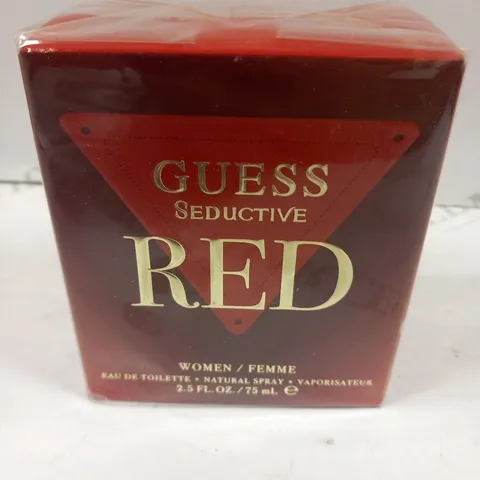 GUESS
SEDUCTIVE
RED
WOMEN / FEMME
EAU DE TOILETTE • NATURAL SPRAY • VAPORISATEUR
2.5 FL. OZ. / 75 mL ℮